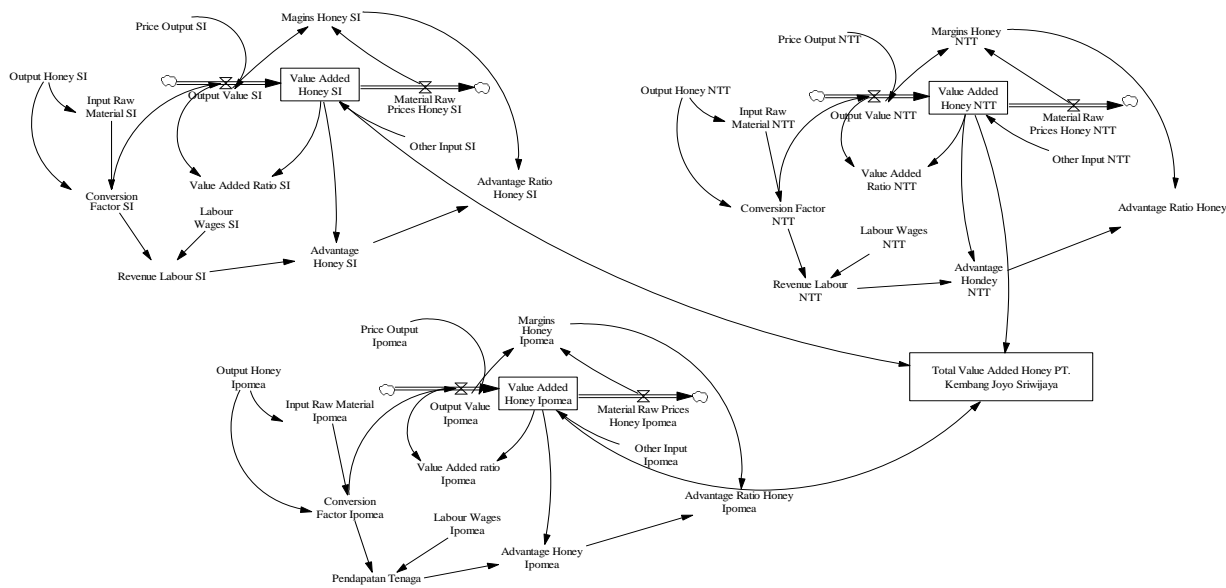 Magins Honey SI
Price Output SI
Output Honey SI
Value Added
Honey SI
Output Value SI
Material Raw
Prices Honey SI
Input Raw
Material SI
Other Input SI
Value Added Ratio SI
Advantage Ratio
Honey SI
Conversion
Factor SI
Labour
Wages SI
Advantage
Honey SI
Revenue Labour SI
Margins Honey
NTT
Price Output NTT
Output Honey NTT
Value Added
Honey NTT
Output Value NTT
Material Raw
Prices Honey NTT
Input Raw
Material NTT
Other Input NTT
Value Added
Ratio NTT
Conversion Factor
NTT
Advantage Ratio Honey
Labour Wages
NTT
Advantage
Hondey
NTT
Revenue Labour
NTT
Margins
Honey
Ipomea
Price Output
Ipomea
Output Honey
Ipomea
Value Added
Honey Ipomea
Output Value
Ipomea
Material Raw Prices
Honey Ipomea
Input Raw Material
Ipomea
Other Input
Ipomea
Value Added ratio
Ipomea
Conversion
Factor Ipomea
Advantage Ratio Honey
Ipomea
Labour Wages
Ipomea
Advantage Honey
Ipomea
Pendapatan Tenaga
Total Value Added Honey PT.
Kembang Joyo Sriwijaya